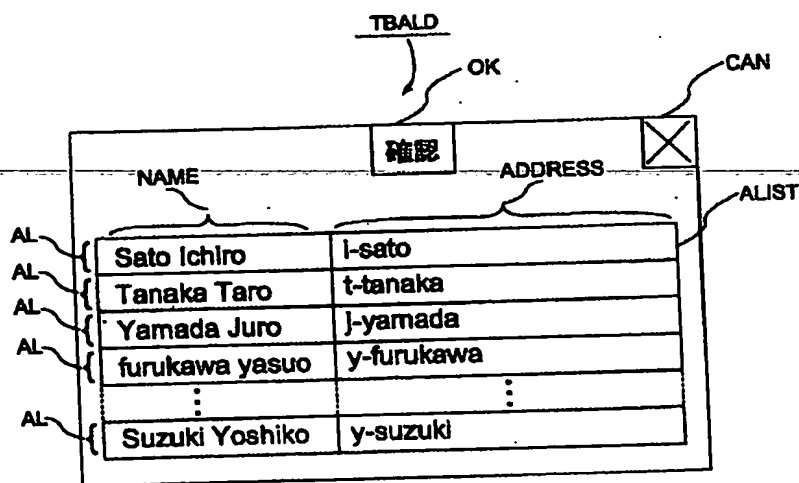 TBALD
OK
CAN
確認
NAME
ADDRESS
ALIST
AL Sato Ichiro i-sato
AL Tanaka Taro t-tanaka
AL Yamada Juro j-yamada
AL furukawa yasuo y-furukawa
⋮ ⋮
AL Suzuki Yoshiko y-suzuki